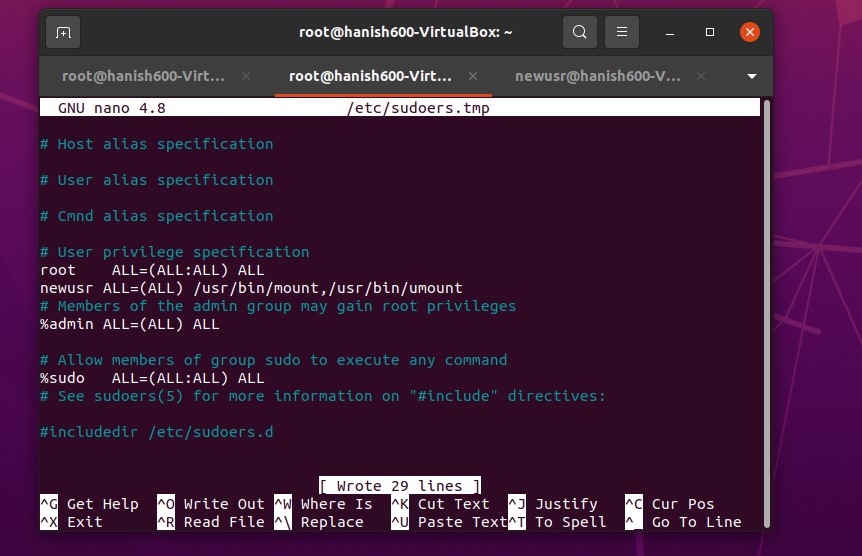 root@hanish600-VirtualBox: ~
root@hanish600-Virt... root@hanish600-Virt... newusr@hanish600-V...
GNU nano 4.8 /etc/sudoers.tmp
# Host alias specification
# User alias specification
# Cmnd alias specification
# User privilege specification
root    ALL=(ALL:ALL) ALL
newusr ALL=(ALL) /usr/bin/mount,/usr/bin/umount
# Members of the admin group may gain root privileges
%admin ALL=(ALL) ALL
# Allow members of group sudo to execute any command
%sudo   ALL=(ALL:ALL) ALL
# See sudoers(5) for more information on "#include" directives:
#includedir /etc/sudoers.d
[ Wrote 29 lines ]
^G Get Help ^O Write Out ^W Where Is ^K Cut Text ^J Justify ^C Cur Pos
^X Exit ^R Read File ^\ Replace ^U Paste Text ^T To Spell ^_ Go To Line